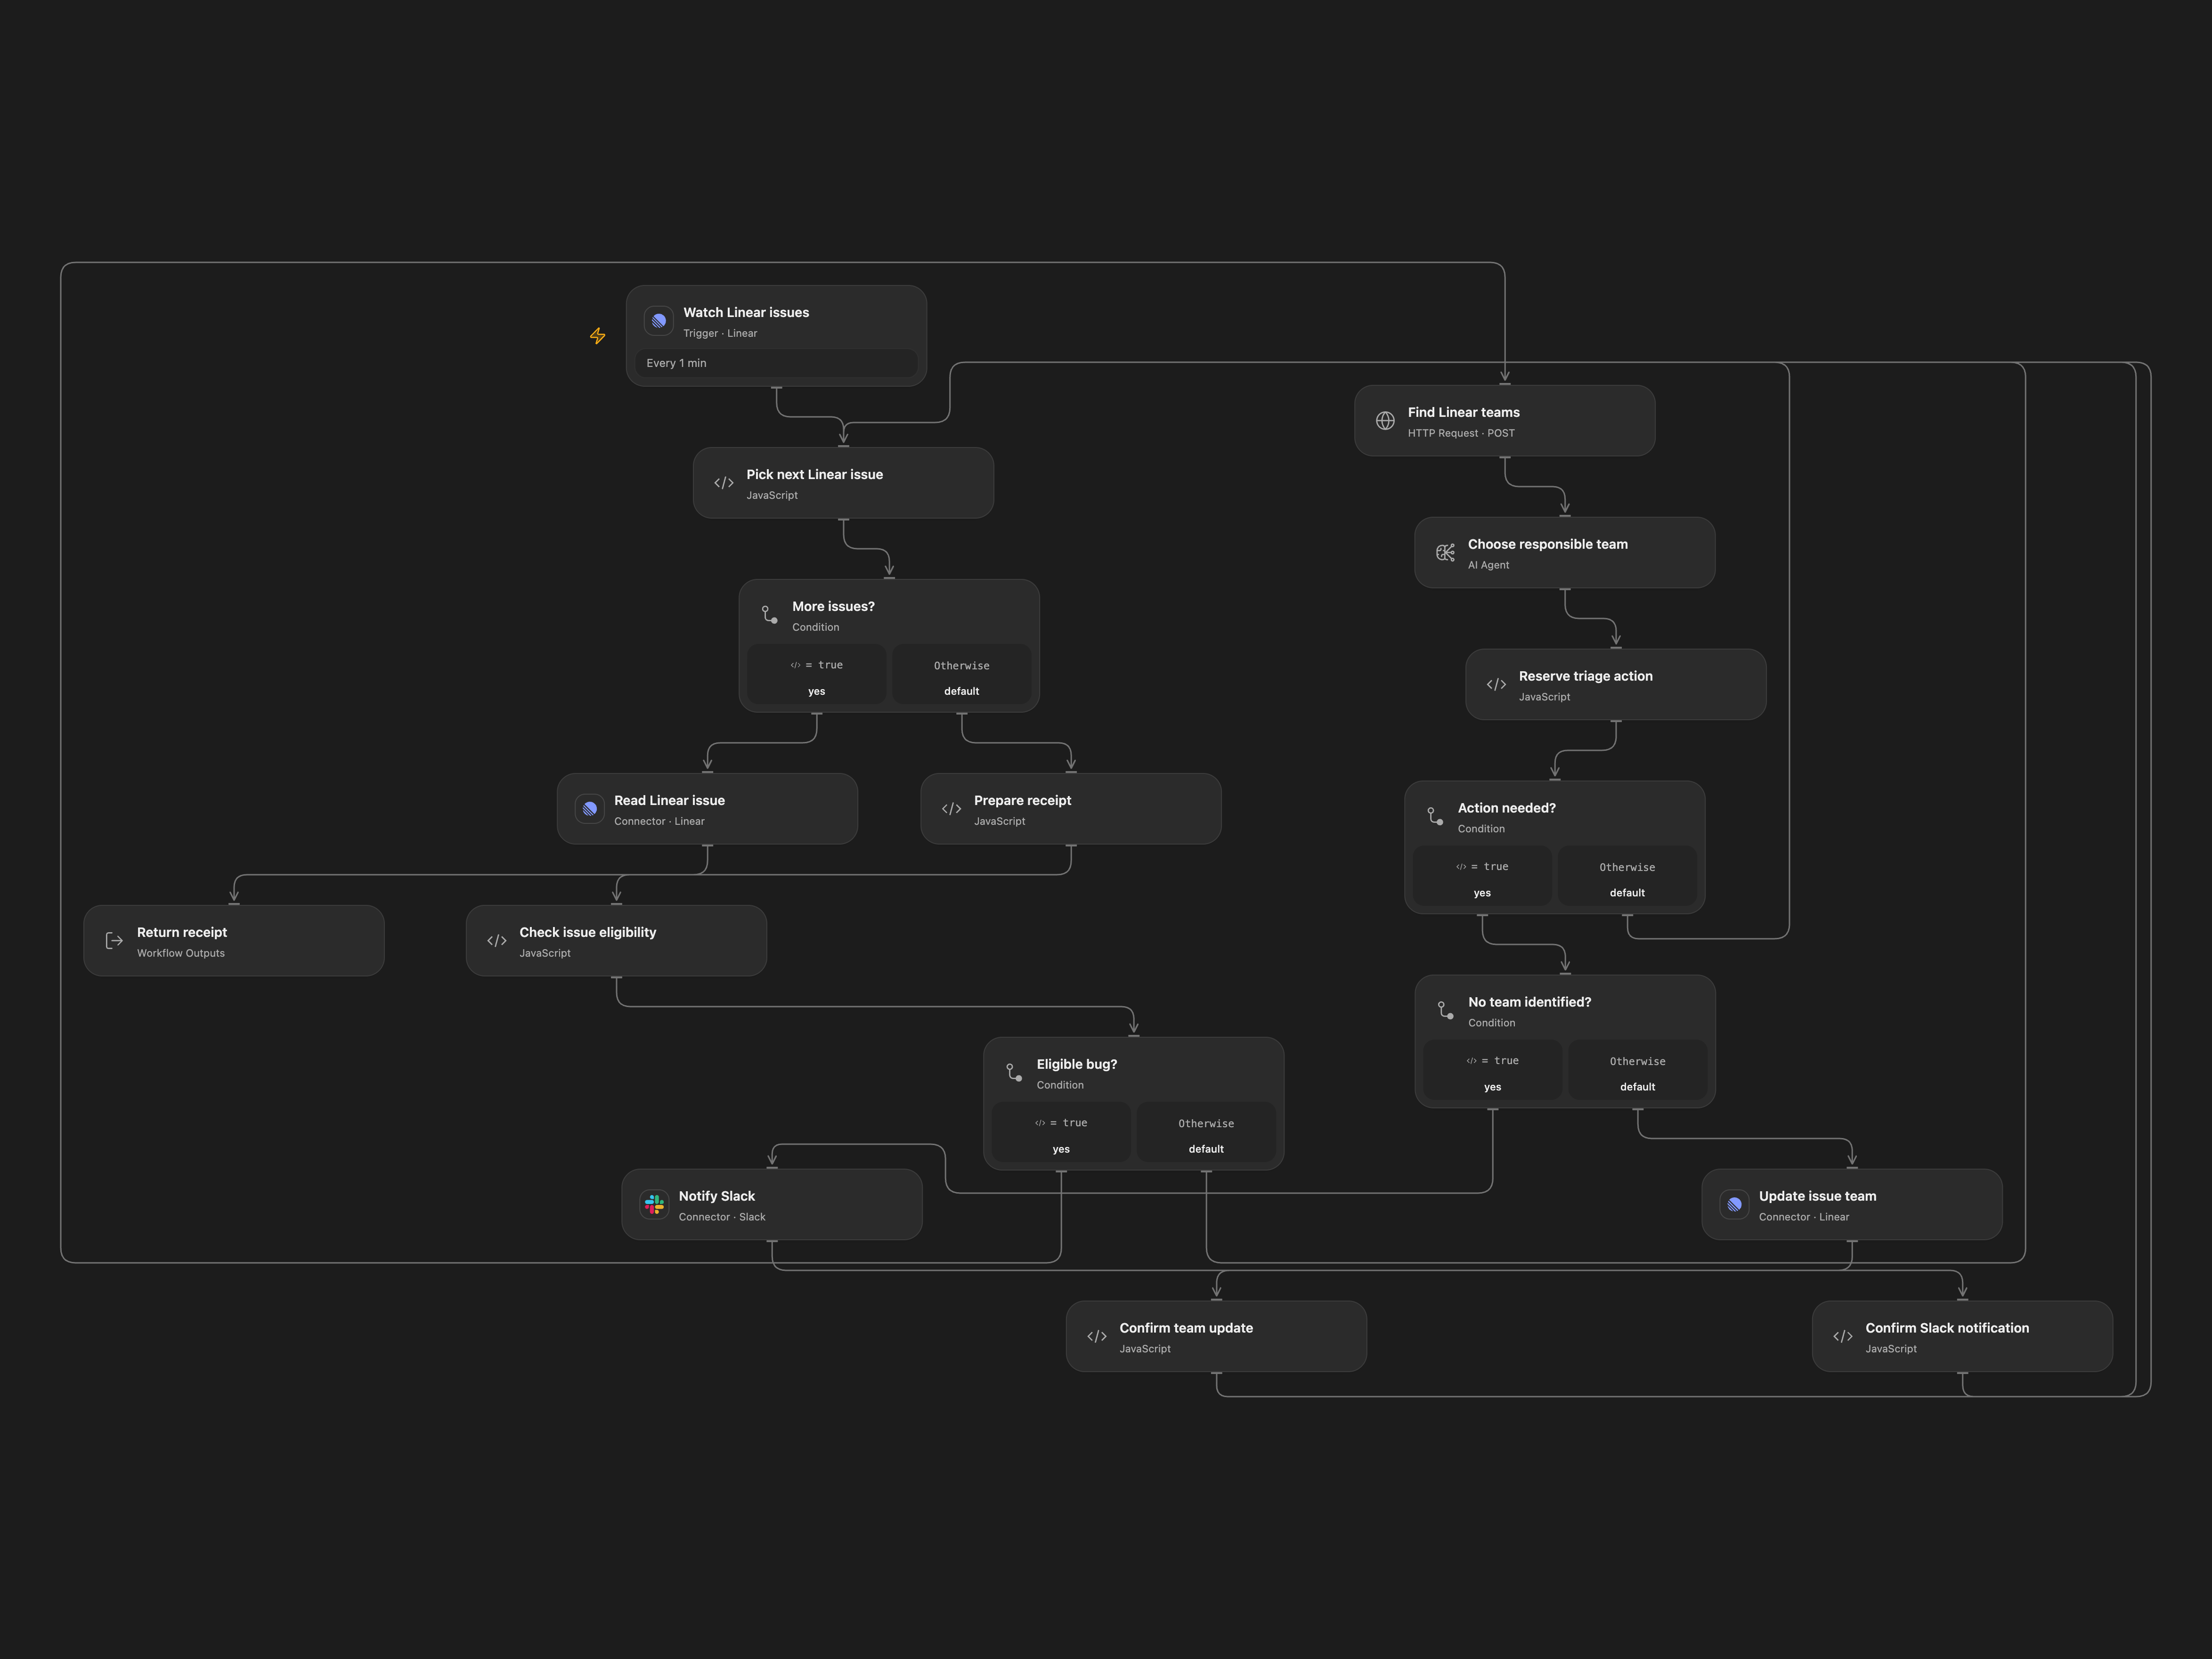 Watch Linear issues
Trigger · Linear
Every 1 min
Pick next Linear issue
JavaScript
More issues?
Condition
</> = true
yes
Otherwise
default
Read Linear issue
Connector · Linear
Prepare receipt
JavaScript
Return receipt
Workflow Outputs
Check issue eligibility
JavaScript
Eligible bug?
Condition
</> = true
yes
Otherwise
default
Find Linear teams
HTTP Request · POST
Choose responsible team
AI Agent
Reserve triage action
JavaScript
Action needed?
Condition
</> = true
yes
Otherwise
default
No team identified?
Condition
</> = true
yes
Otherwise
default
Notify Slack
Connector · Slack
Update issue team
Connector · Linear
Confirm team update
JavaScript
Confirm Slack notification
JavaScript